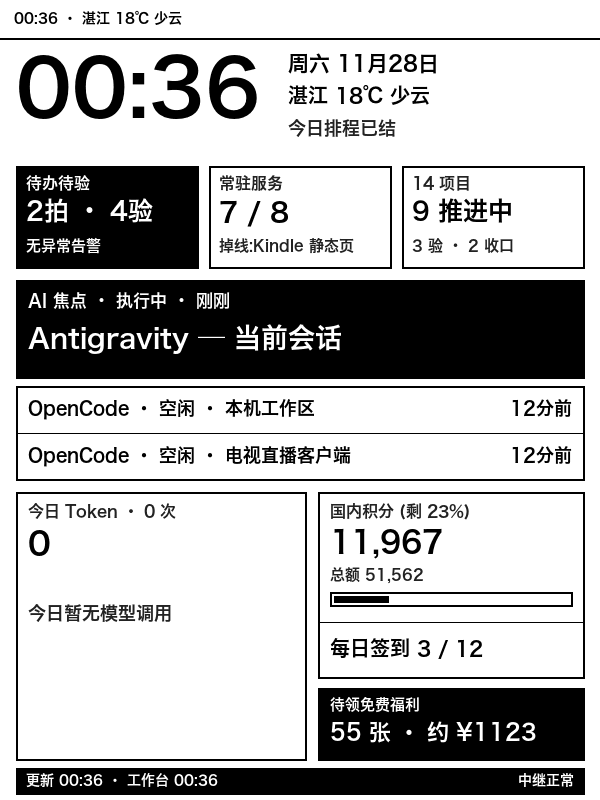 00:36 · 湛江 18℃ 少云
00:36
周六 11月28日
湛江 18℃ 少云
今日排程已结
待办待验
2拍 · 4验
无异常告警
常驻服务
7 / 8
掉线:Kindle 静态页
14 项目
9 推进中
3 验 · 2 收口
AI 焦点 · 执行中 · 刚刚
Antigravity — 当前会话
OpenCode · 空闲 · 本机工作区 12分前
OpenCode · 空闲 · 电视直播客户端 12分前
今日 Token · 0 次
0
今日暂无模型调用
国内积分 (剩 23%)
11,967
总额 51,562
每日签到 3 / 12
待领免费福利
55 张 · 约 ¥1123
更新 00:36 · 工作台 00:36 中继正常